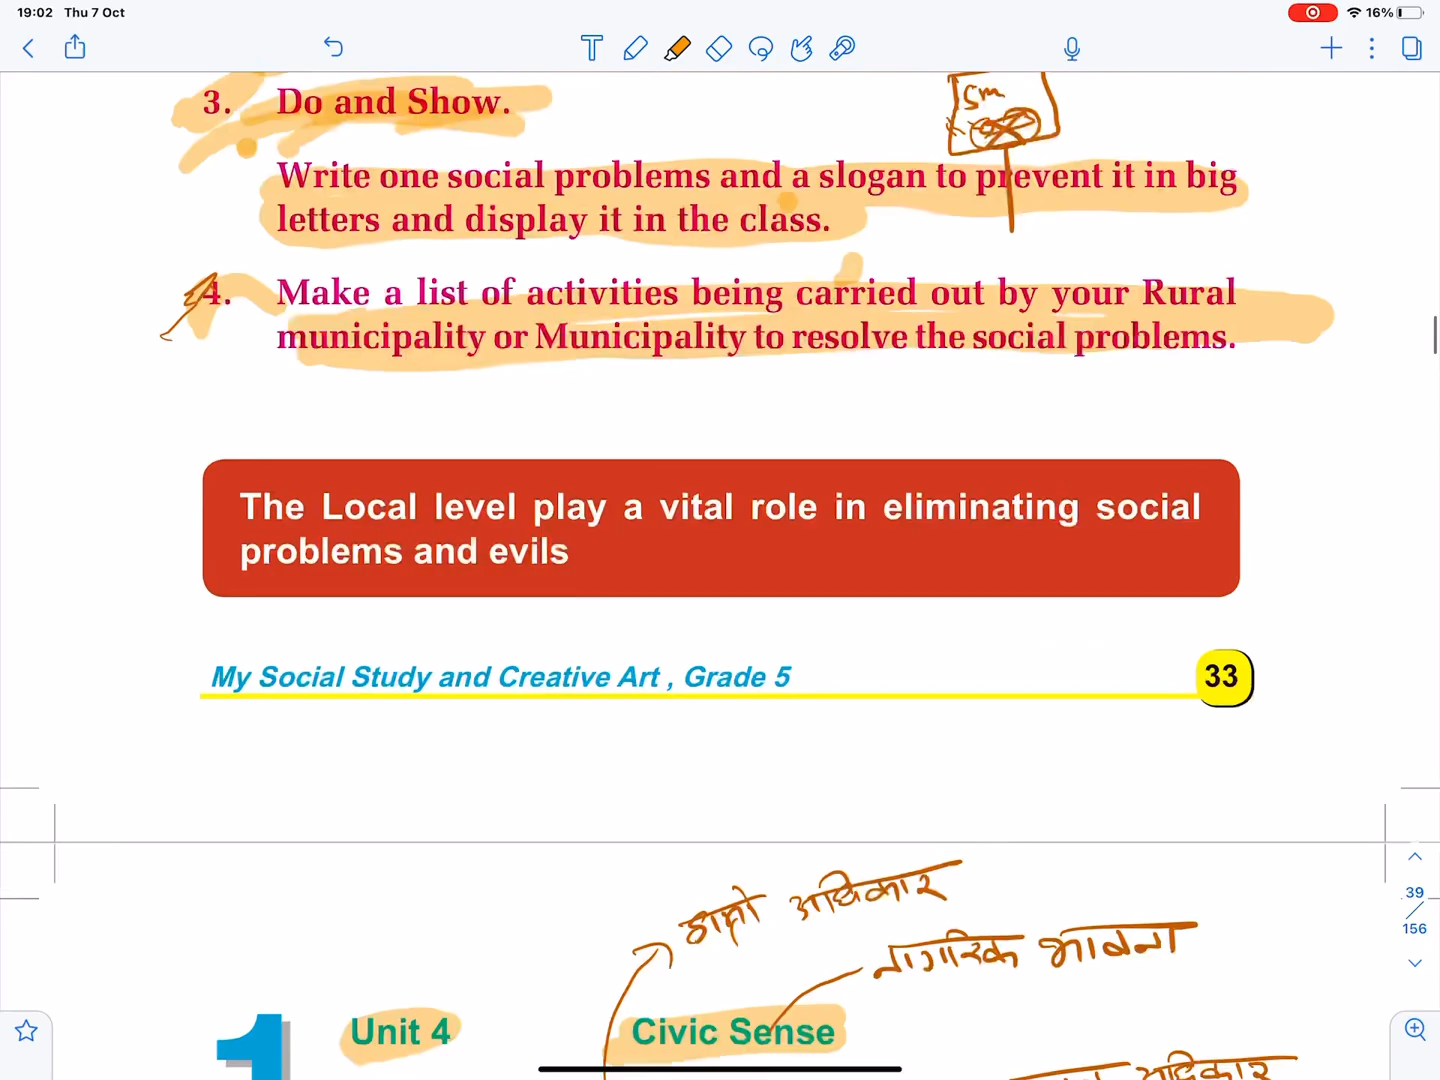 19:02 Thu 7 Oct
16%
3. Do and Show.
Sm
Write one social problems and a slogan to prevent it in big
letters and display it in the class.
4. Make a list of activities being carried out by your Rural
municipality or Municipality to resolve the social problems.
The Local level play a vital role in eliminating social
problems and evils
My Social Study and Creative Art , Grade 5
33
39
156
हाम्रो अधिकार
नागरिक भावना
1 Unit 4 Civic Sense
अधिकार